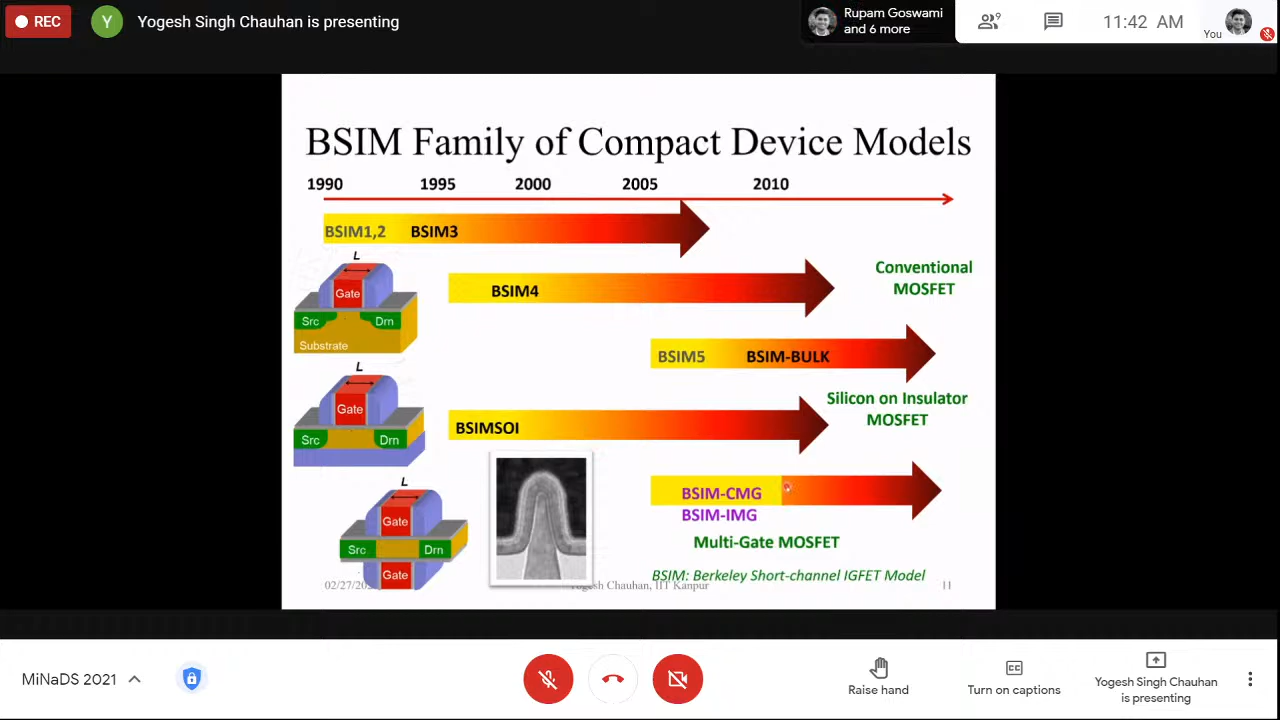 REC
Y
Yogesh Singh Chauhan is presenting
Rupam Goswami
and 6 more
9
11:42 AM
You
BSIM Family of Compact Device Models
1990 1995 2000 2005 2010
BSIM1,2 BSIM3
L
Gate
Src Drn
Substrate
BSIM4
Conventional
MOSFET
BSIM5 BSIM-BULK
L
Gate
Src Drn
Silicon on Insulator
MOSFET
BSIMSOI
L
Gate
Src Drn
Gate
BSIM-CMG
BSIM-IMG
Multi-Gate MOSFET
BSIM: Berkeley Short-channel IGFET Model
Yogesh Chauhan, IIT Kanpur
11
MiNaDS 2021
Raise hand
CC
Turn on captions
Yogesh Singh Chauhan
is presenting